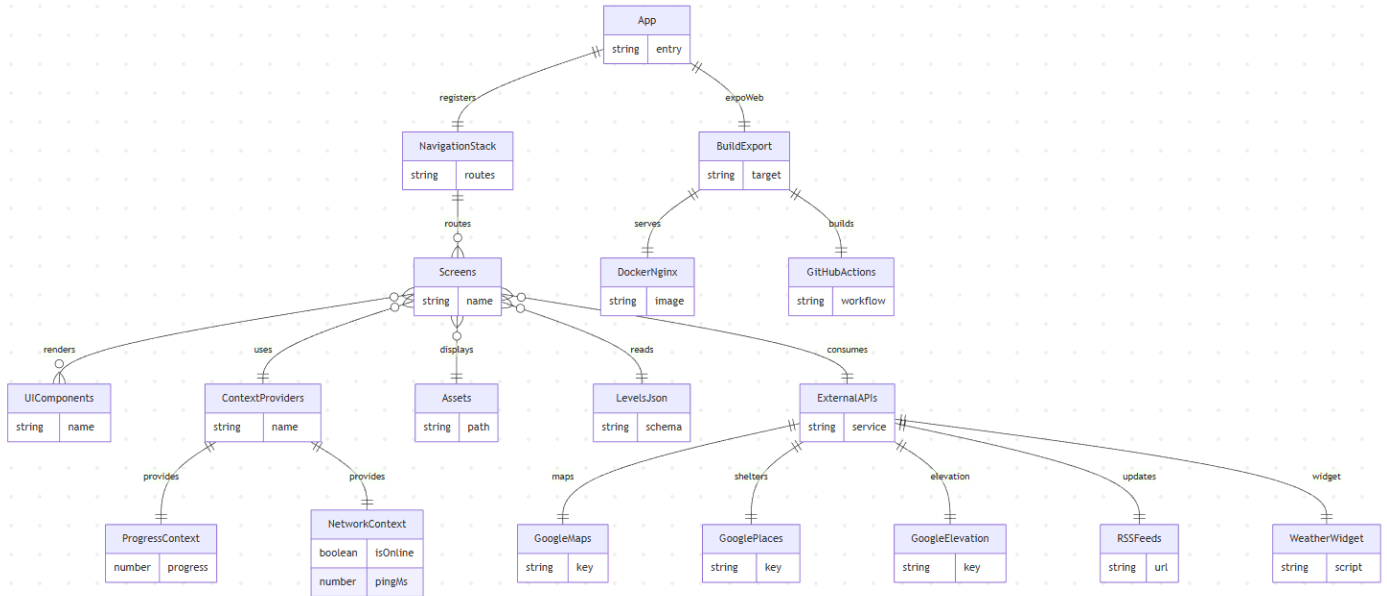 App
string entry
registers
expoWeb
NavigationStack
string routes
BuildExport
string target
routes
serves
builds
Screens
string name
DockerNginx
string image
GitHubActions
string workflow
renders
uses
displays
reads
consumes
UIComponents
string name
ContextProviders
string name
Assets
string path
LevelsJson
string schema
ExternalAPIs
string service
provides
provides
maps
shelters
elevation
updates
widget
ProgressContext
number progress
NetworkContext
boolean isOnline
number pingMs
GoogleMaps
string key
GooglePlaces
string key
GoogleElevation
string key
RSSFeeds
string url
WeatherWidget
string script